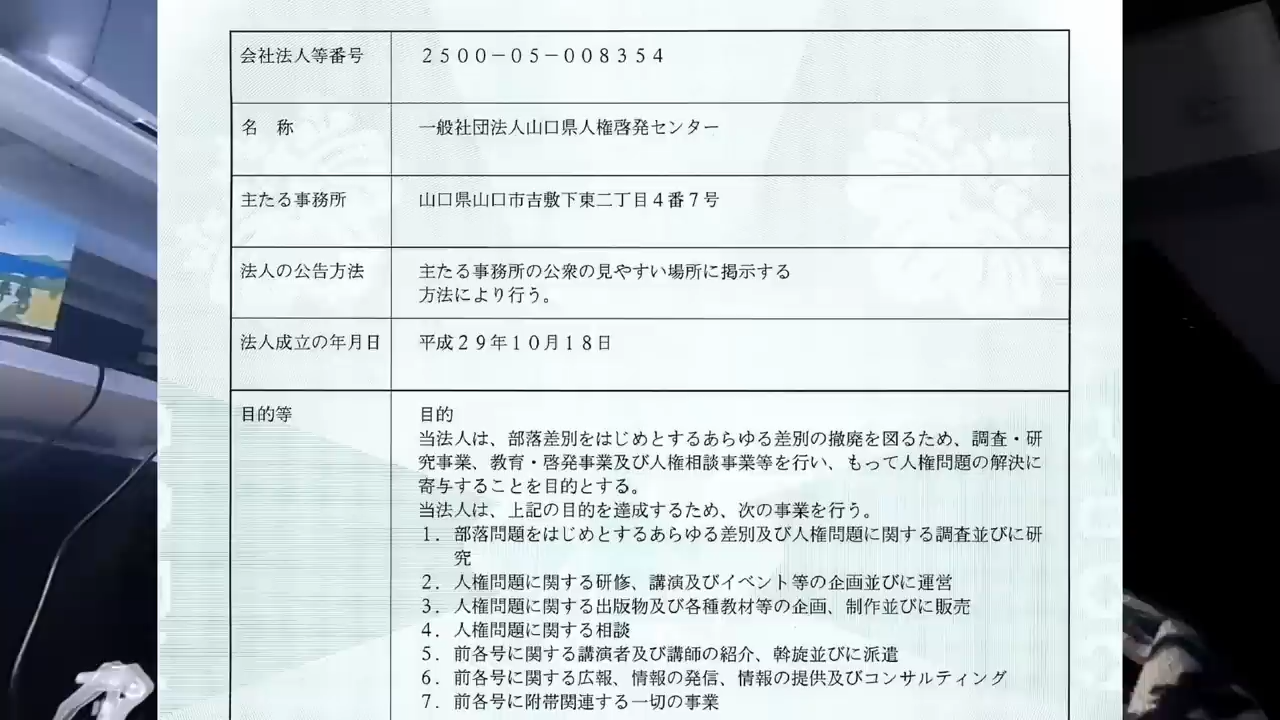 会社法人等番号
2500-05-008354
名　称
一般社団法人山口県人権啓発センター
主たる事務所
山口県山口市吉敷下東二丁目4番7号
法人の公告方法
主たる事務所の公衆の見やすい場所に掲示する
方法により行う。
法人成立の年月日
平成29年10月18日
目的等
目的
当法人は、部落差別をはじめとするあらゆる差別の撤廃を図るため、調査・研
究事業、教育・啓発事業及び人権相談事業等を行い、もって人権問題の解決に
寄与することを目的とする。
当法人は、上記の目的を達成するため、次の事業を行う。
1．部落問題をはじめとするあらゆる差別及び人権問題に関する調査並びに研
究
2．人権問題に関する研修、講演及びイベント等の企画並びに運営
3．人権問題に関する出版物及び各種教材等の企画、制作並びに販売
4．人権問題に関する相談
5．前各号に関する講演者及び講師の紹介、斡旋並びに派遣
6．前各号に関する広報、情報の発信、情報の提供及びコンサルティング
7．前各号に附帯関連する一切の事業